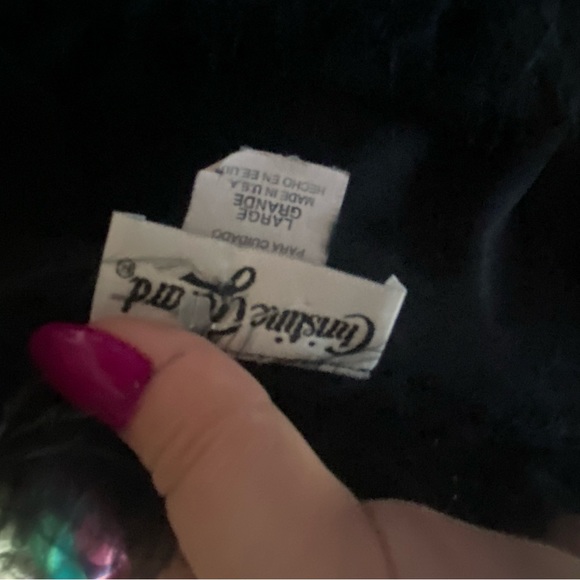 Christine ®
PARA CUIDADO
LARGE
GRANDE
MADE IN U.S.A
HECHO EN EE.UU